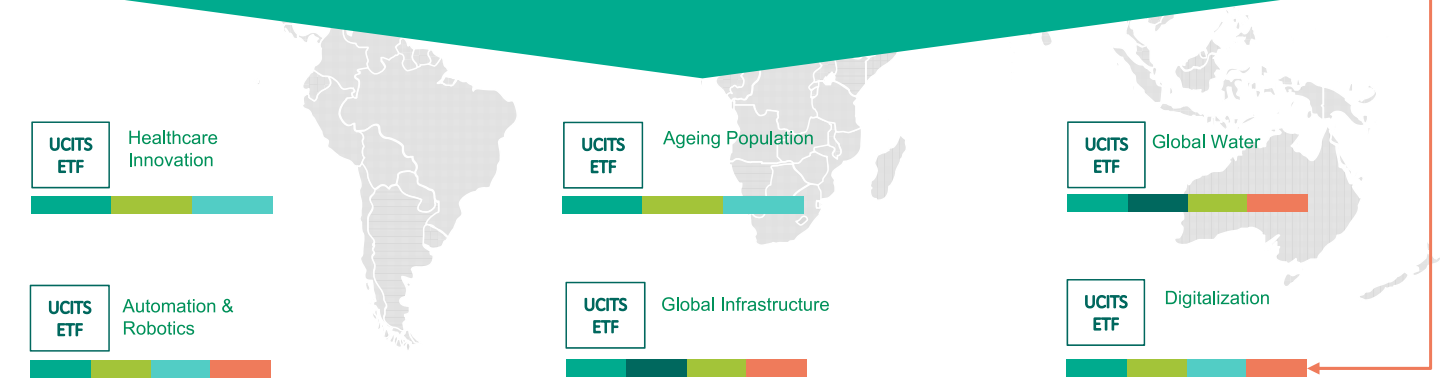 UCITS
ETF
Healthcare
Innovation
UCITS
ETF
Ageing Population
UCITS
ETF
Global Water
UCITS
ETF
Automation &
Robotics
UCITS
ETF
Global Infrastructure
UCITS
ETF
Digitalization